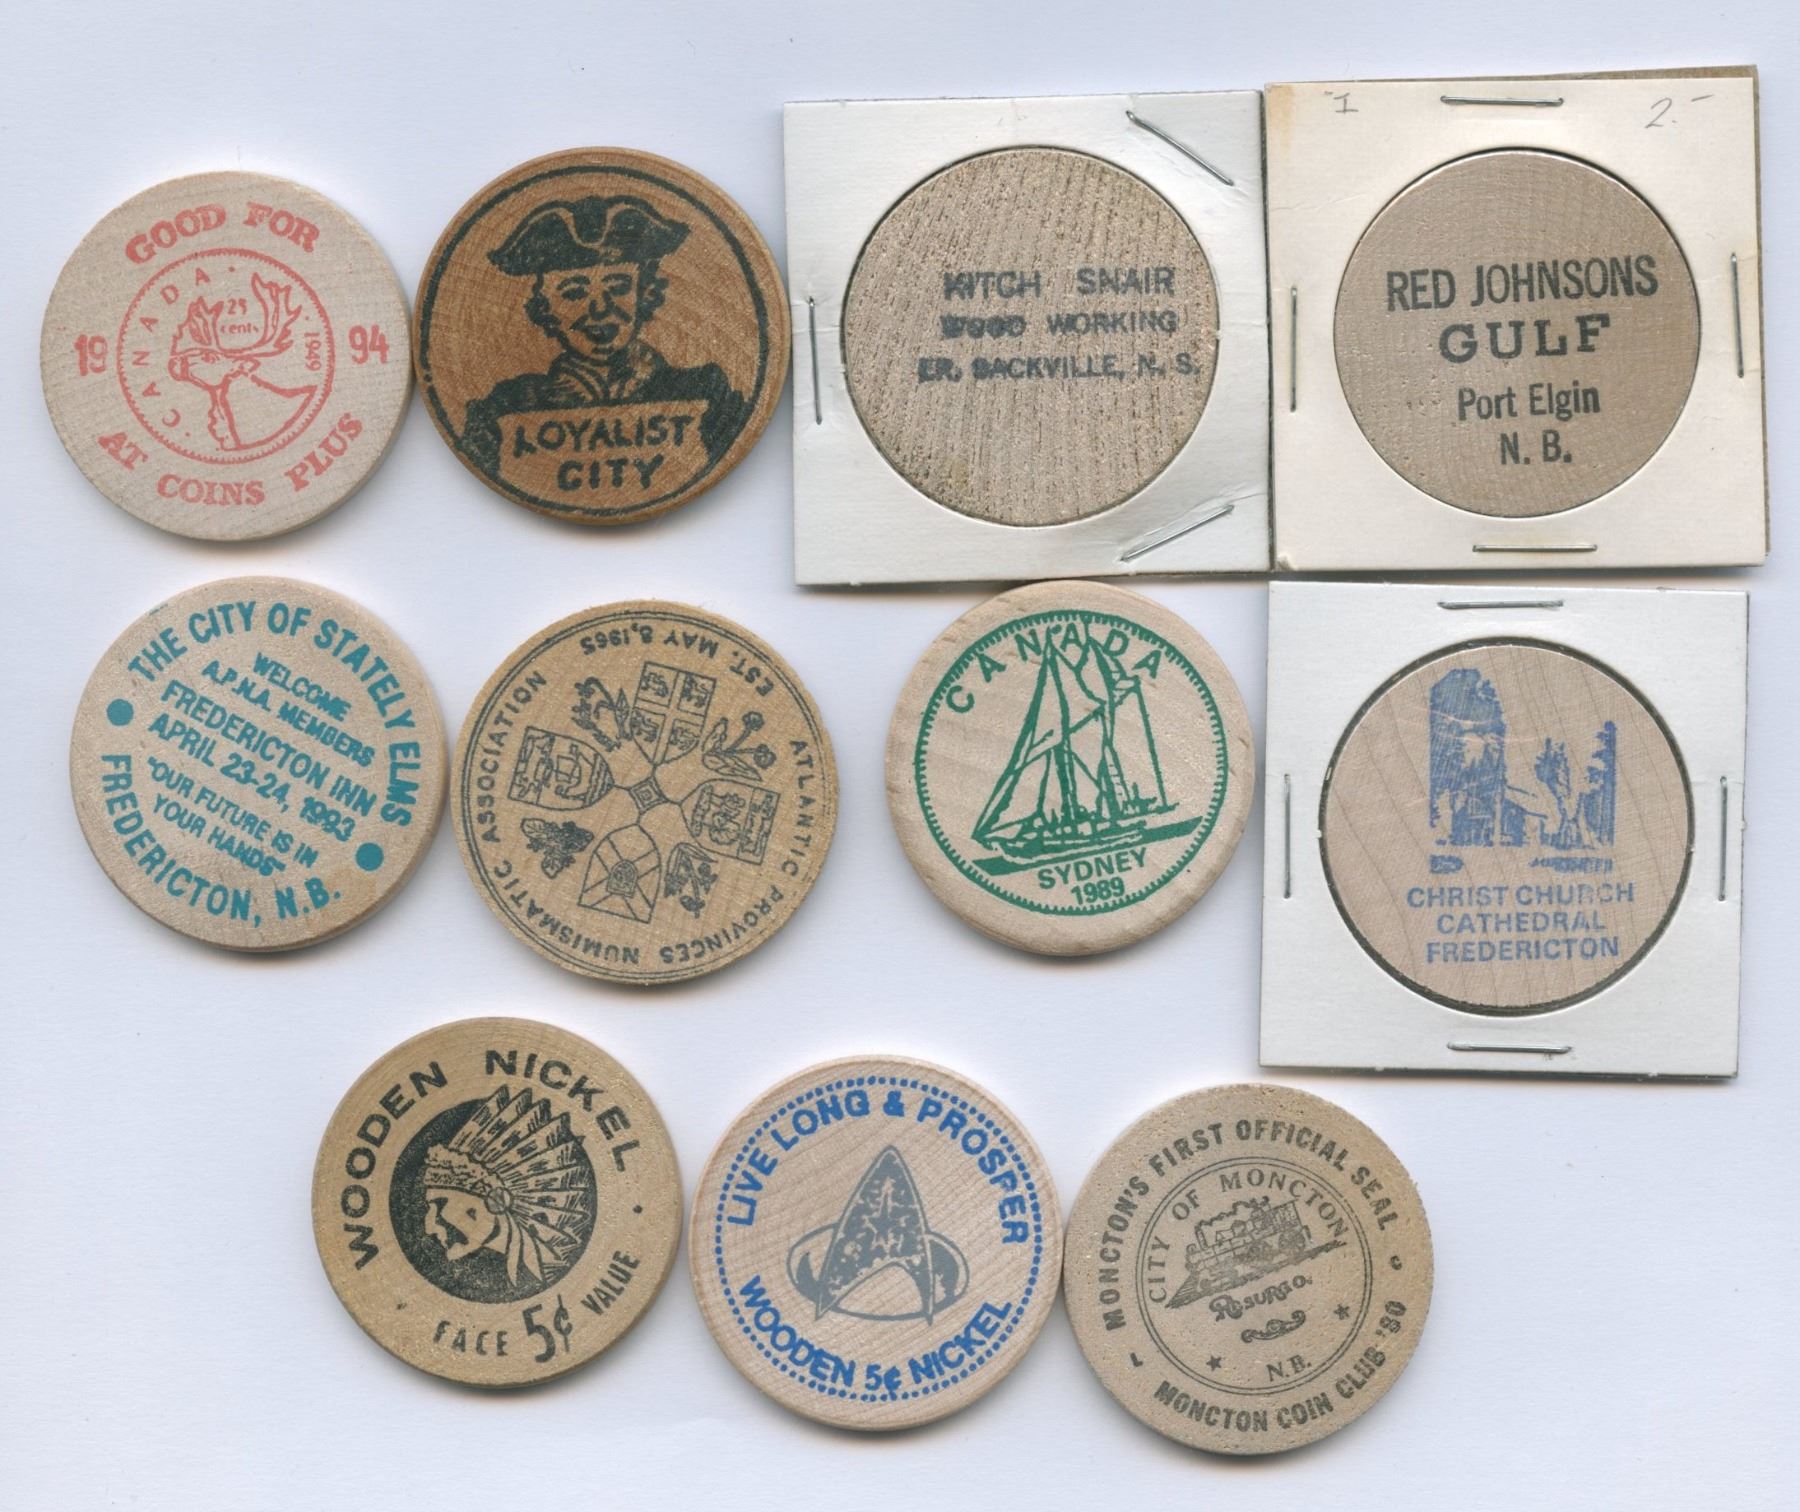 GOOD FOR
19 94
CANADA
25
cents
1949
AT COINS PLUS
LOYALIST
CITY
KITCH SNAIR
WOOD WORKING
ER. SACKVILLE, N. S.
I 2.-
RED JOHNSONS
GULF
Port Elgin
N. B.
THE CITY OF STATELY ELMS
WELCOME
A.P.N.A. MEMBERS
FREDERICTON INN
APRIL 23-24, 1993
"OUR FUTURE IS IN
YOUR HANDS"
FREDERICTON, N.B.
ATLANTIC PROVINCES NUMISMATIC ASSOCIATION
EST. MAY 8, 1965
CANADA
SYDNEY
1989
CHRIST CHURCH
CATHEDRAL
FREDERICTON
WOODEN NICKEL
FACE 5¢ VALUE
LIVE LONG & PROSPER
WOODEN 5¢ NICKEL
MONCTON'S FIRST OFFICIAL SEAL
CITY OF MONCTON
RESURGO
N.B.
MONCTON COIN CLUB '90